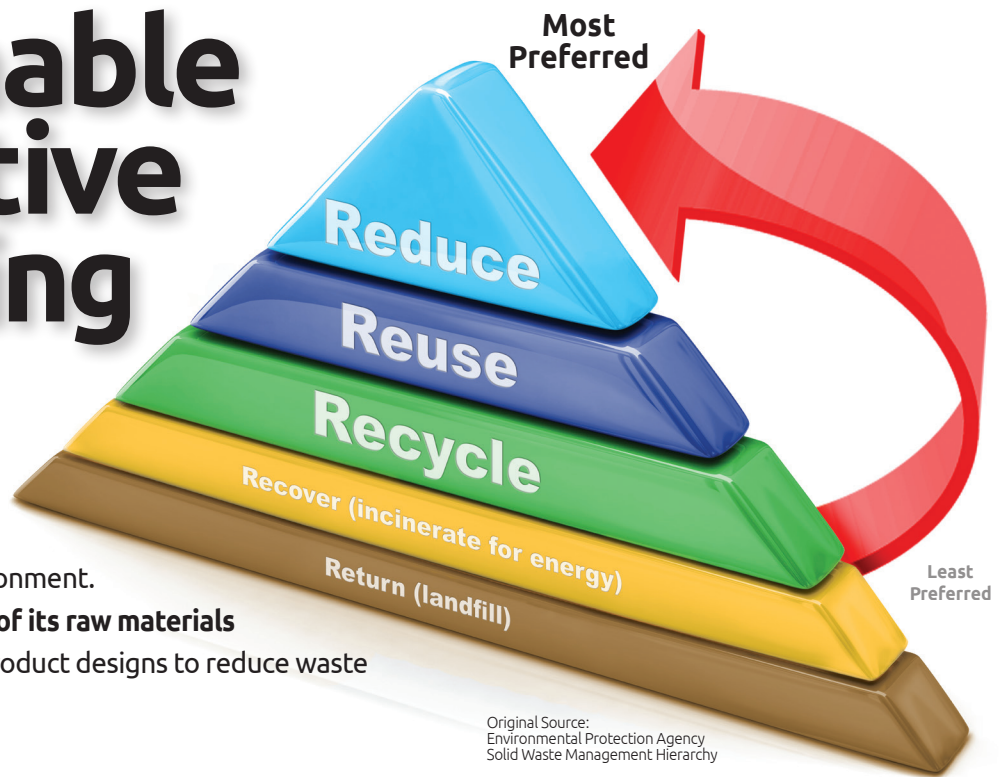 able
tive
ing
Most
Preferred
Reduce
Reuse
Recycle
Recover (incinerate for energy)
Return (landfill)
Least
Preferred
onment.
of its raw materials
oduct designs to reduce waste
Original Source:
Environmental Protection Agency
Solid Waste Management Hierarchy